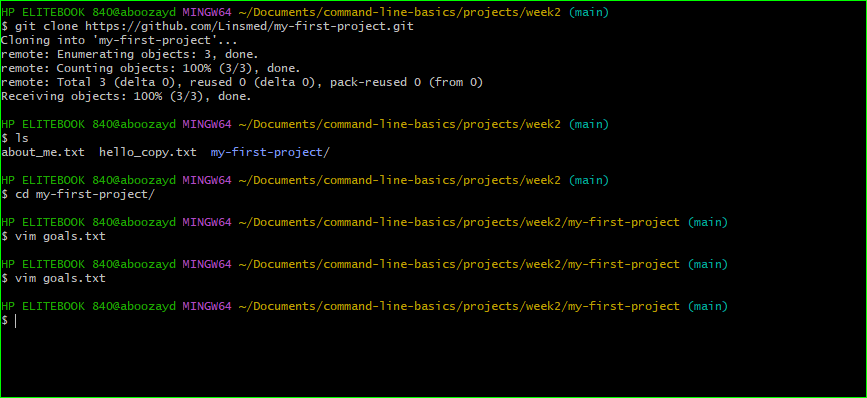 HP ELITEBOOK 840@aboozayd MINGW64 ~/Documents/command-line-basics/projects/week2 (main)
$ git clone https://github.com/Linsmed/my-first-project.git
Cloning into 'my-first-project'...
remote: Enumerating objects: 3, done.
remote: Counting objects: 100% (3/3), done.
remote: Total 3 (delta 0), reused 0 (delta 0), pack-reused 0 (from 0)
Receiving objects: 100% (3/3), done.
HP ELITEBOOK 840@aboozayd MINGW64 ~/Documents/command-line-basics/projects/week2 (main)
$ ls
about_me.txt  hello_copy.txt  my-first-project/
HP ELITEBOOK 840@aboozayd MINGW64 ~/Documents/command-line-basics/projects/week2 (main)
$ cd my-first-project/
HP ELITEBOOK 840@aboozayd MINGW64 ~/Documents/command-line-basics/projects/week2/my-first-project (main)
$ vim goals.txt
HP ELITEBOOK 840@aboozayd MINGW64 ~/Documents/command-line-basics/projects/week2/my-first-project (main)
$ vim goals.txt
HP ELITEBOOK 840@aboozayd MINGW64 ~/Documents/command-line-basics/projects/week2/my-first-project (main)
$